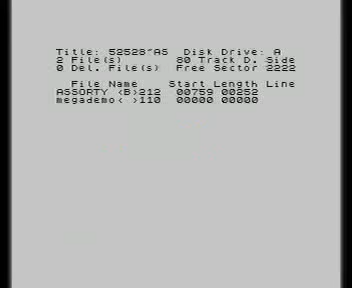 Title: 52528~AS  Disk Drive: A
2 File(s)  80 Track D. Side
0 Del. File(s)  Free Sector 2222
File Name  Start Length Line
ASSORTY <B>212  00759 00252
megademo< >110  00000 00000